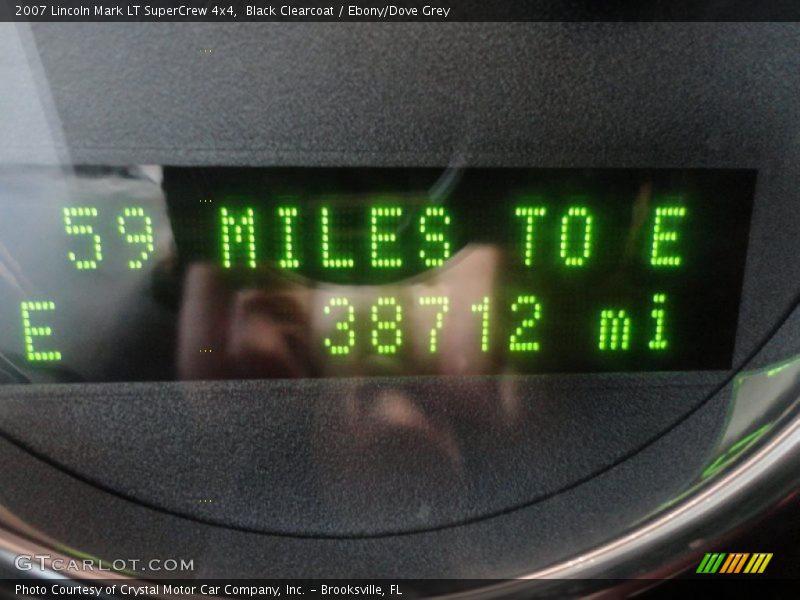 2007 Lincoln Mark LT SuperCrew 4x4, Black Clearcoat / Ebony/Dove Grey
59 MILES TO E
E 38712 mi
GTCARLOT.COM
Photo Courtesy of Crystal Motor Car Company, Inc. – Brooksville, FL